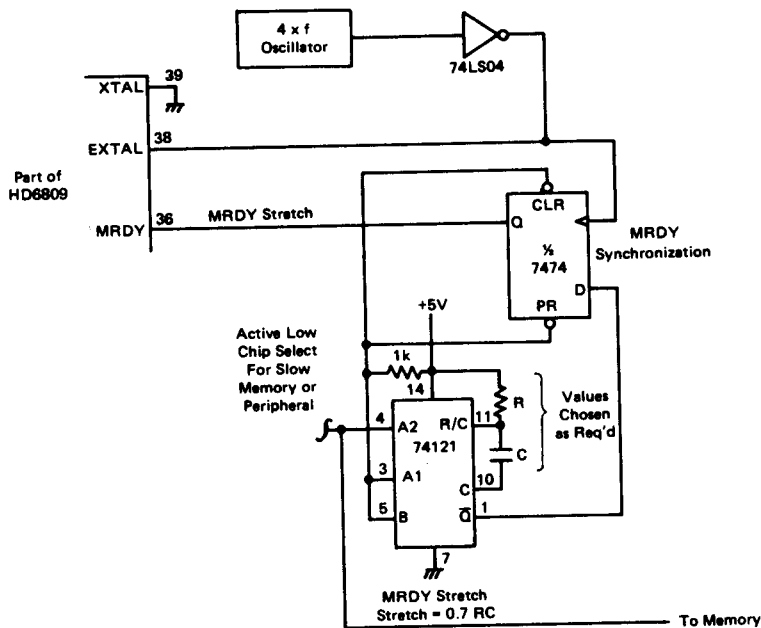 4 x f
Oscillator
74LS04
39
XTAL
38
EXTAL
Part of
HD6809
36
MRDY
MRDY Stretch
CLR
Q
½
7474
D
PR
MRDY
Synchronization
+5V
Active Low
Chip Select
For Slow
Memory or
Peripheral
1k
14
R
Values
Chosen
as Req'd
4
A2
R/C
11
74121
C
3
A1
10
C
5
B
Q̅
1
7
MRDY Stretch
Stretch = 0.7 RC
To Memory